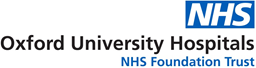 NHS
Oxford University Hospitals
NHS Foundation Trust